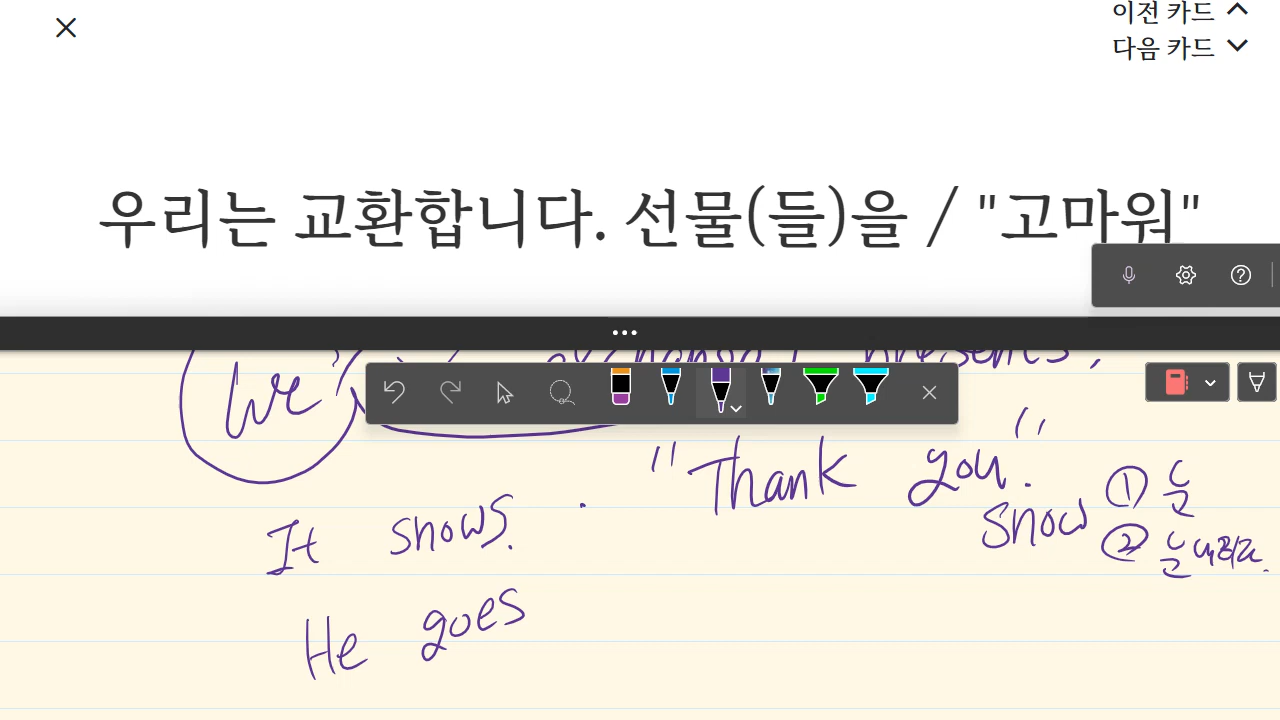 이전 카드
다음 카드
우리는 교환합니다. 선물(들)을 / "고마워"
We
"Thank you."
It snows.
snow ① 눈
② 눈 내리다.
He goes